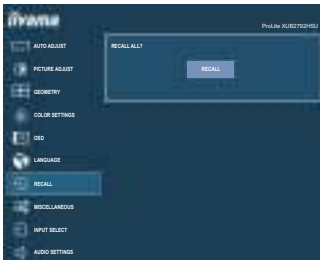 iiyama
ProLite XUB2792HSU
AUTO ADJUST
RECALL ALL?
PICTURE ADJUST
RECALL
GEOMETRY
COLOR SETTINGS
OSD
LANGUAGE
RECALL
MISCELLANEOUS
INPUT SELECT
AUDIO SETTINGS